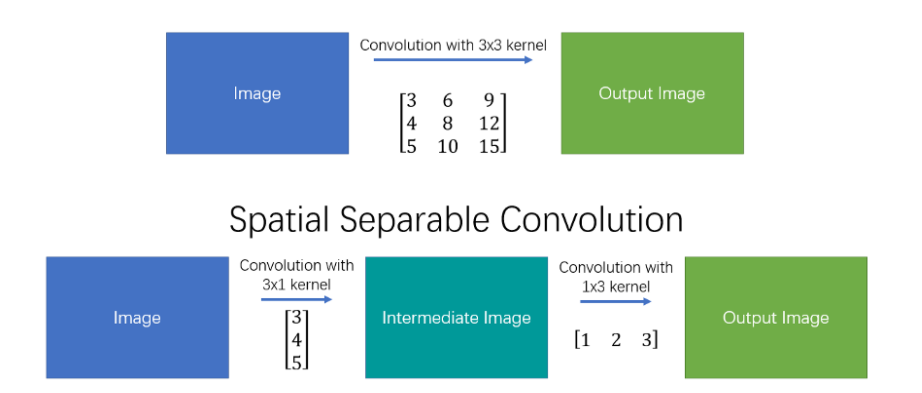 Convolution with 3x3 kernel
Image
Output Image
3 6 9
4 8 12
5 10 15
Spatial Separable Convolution
Convolution with
3x1 kernel
Convolution with
1x3 kernel
Image
3
4
5
Intermediate Image
[1 2 3]
Output Image